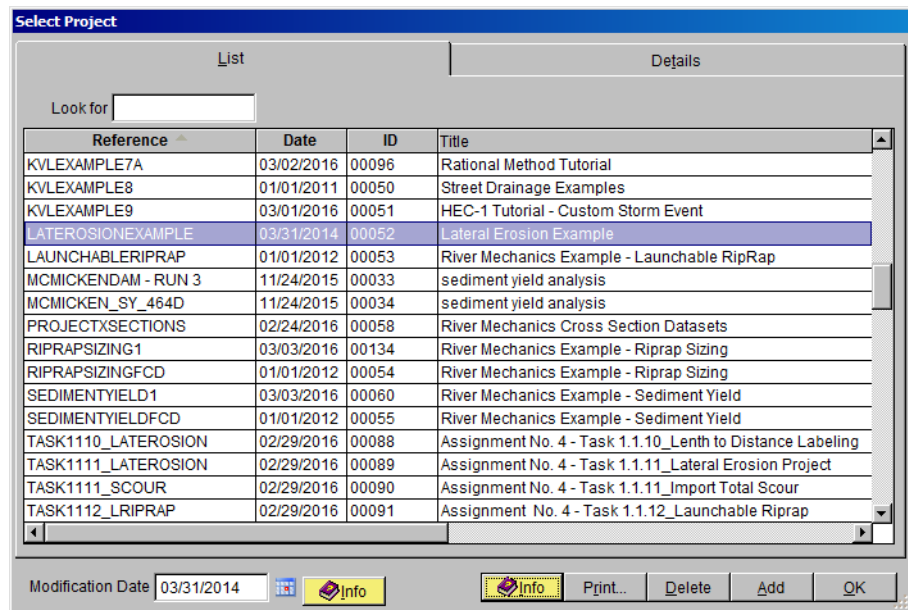 Select Project
List Details
Look for
Reference Date ID Title
KVLEXAMPLE7A 03/02/2016 00096 Rational Method Tutorial
KVLEXAMPLE8 01/01/2011 00050 Street Drainage Examples
KVLEXAMPLE9 03/01/2016 00051 HEC-1 Tutorial - Custom Storm Event
LATEROSIONEXAMPLE 03/31/2014 00052 Lateral Erosion Example
LAUNCHABLERIPRAP 01/01/2012 00053 River Mechanics Example - Launchable RipRap
MCMICKENDAM - RUN 3 11/24/2015 00033 sediment yield analysis
MCMICKEN_SY_464D 11/24/2015 00034 sediment yield analysis
PROJECTXSECTIONS 02/24/2016 00058 River Mechanics Cross Section Datasets
RIPRAPSIZING1 03/03/2016 00134 River Mechanics Example - Riprap Sizing
RIPRAPSIZINGFCD 01/01/2012 00054 River Mechanics Example - Riprap Sizing
SEDIMENTYIELD1 03/03/2016 00060 River Mechanics Example - Sediment Yield
SEDIMENTYIELDFCD 01/01/2012 00055 River Mechanics Example - Sediment Yield
TASK1110_LATEROSION 02/29/2016 00088 Assignment No. 4 - Task 1.1.10_Lenth to Distance Labeling
TASK1111_LATEROSION 02/29/2016 00089 Assignment No. 4 - Task 1.1.11_Lateral Erosion Project
TASK1111_SCOUR 02/29/2016 00090 Assignment No. 4 - Task 1.1.11_Import Total Scour
TASK1112_LRIPRAP 02/29/2016 00091 Assignment No. 4 - Task 1.1.12_Launchable Riprap
Modification Date 03/31/2014 Info Info Print... Delete Add OK